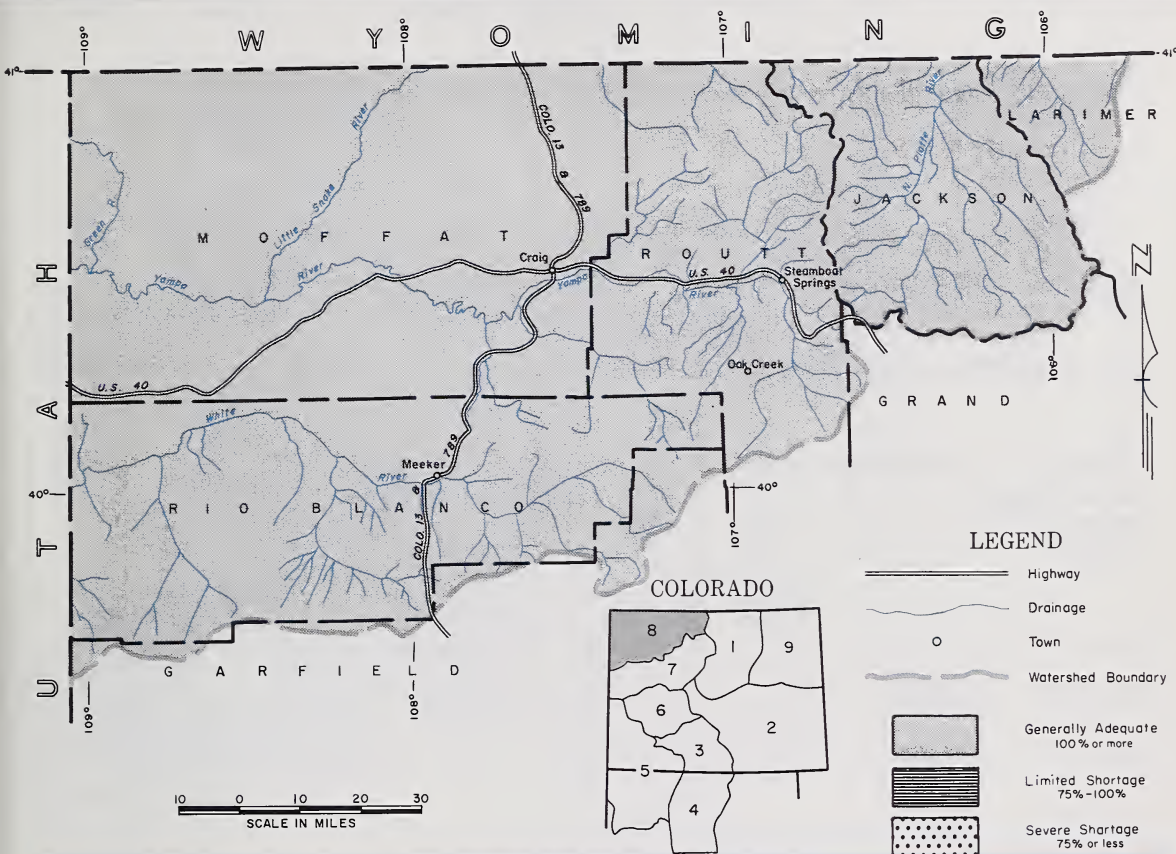 W Y O M I N G
109°
108°
107°
106°
41°
41°
LARIMER
COLO. 13 & 789
Little Snake River
Green R.
N. Platte River
JACKSON
MOFFAT
ROUTT
Craig
U.S. 40
Steamboat Springs
Yampa River
Yampa River
Oak Creek
106°
GRAND
U.S. 40
N
UTAH
White River
789
Meeker
40°
40°
RIO BLANCO
COLO. 13 &
107°
GARFIELD
109°
108°
10 0 10 20 30
SCALE IN MILES
COLORADO
8
1
9
7
6
2
3
5
4
LEGEND
Highway
Drainage
Town
Watershed Boundary
Generally Adequate
100% or more
Limited Shortage
75%-100%
Severe Shartage
75% or less